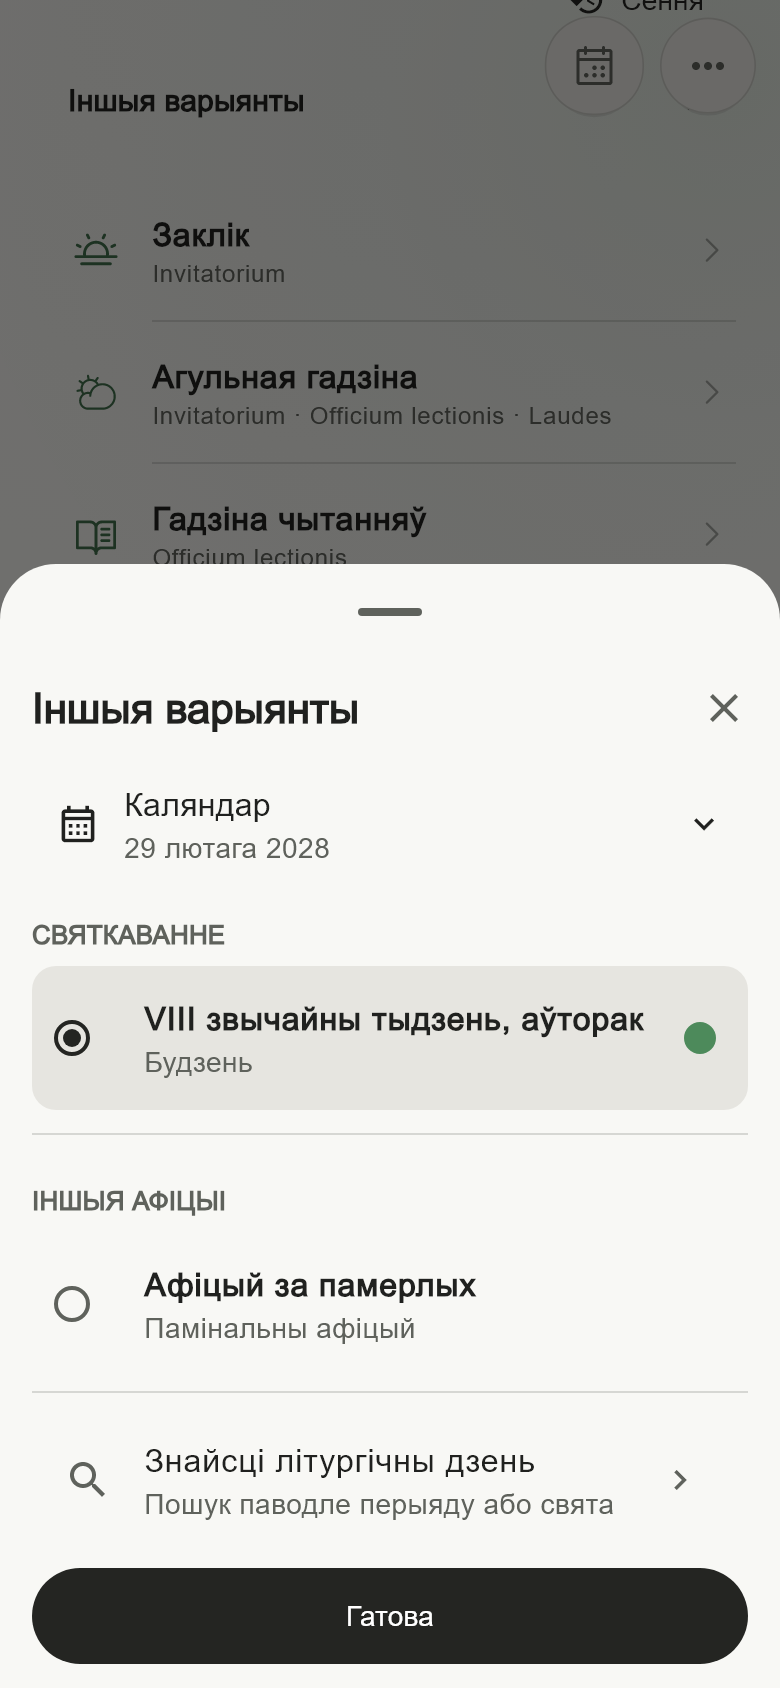 Сёння
Іншыя варыянты
Заклік
Invitatorium
Агульная гадзіна
Invitatorium · Officium lectionis · Laudes
Гадзіна чытанняў
Officium lectionis
Іншыя варыянты
Каляндар
29 лютага 2028
СВЯТКАВАННЕ
VIII звычайны тыдзень, аўторак
Будзень
ІНШЫЯ АФІЦЫІ
Афіцый за памерлых
Памінальны афіцый
Знайсці літургічны дзень
Пошук паводле перыяду або свята
Гатова